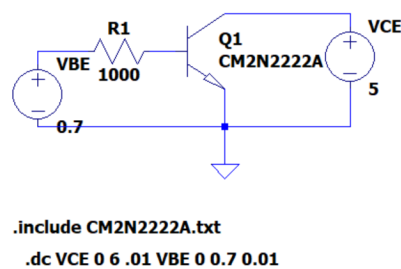 R1
1000
VBE
0.7
Q1
CM2N2222A
VCE
5
.include CM2N2222A.txt
.dc VCE 0 6 .01 VBE 0 0.7 0.01